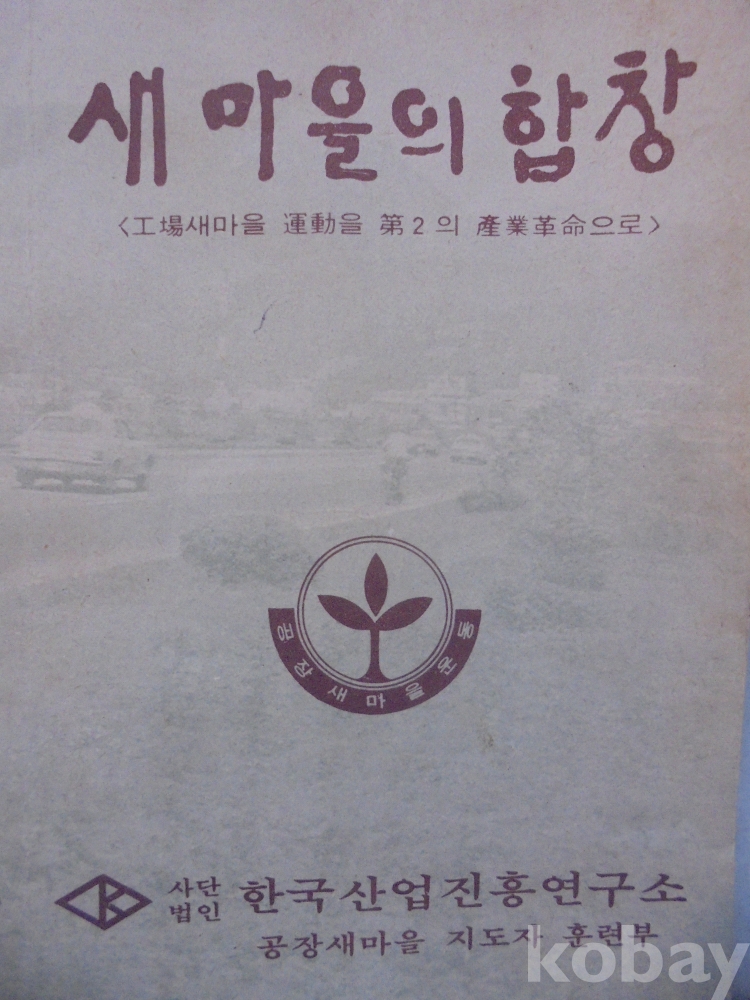 새마을의 합창
<工場새마을 運動을 第2의 產業革命으로>
공장새마을운동
사단법인 한국산업진흥연구소
공장새마을 지도자 훈련부
kobay